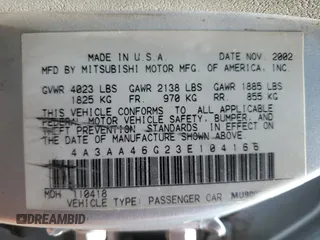 MADE IN U.S.A. DATE NOV. 2002
MFD BY MITSUBISHI MOTOR MFG. OF AMERICA, INC.
GVWR 4023 LBS GAWR 2138 LBS GAWR 1885 LBS
1825 KG FR. 970 KG RR 855 KG
THIS VEHICLE CONFORMS TO ALL APPLICABLE
FEDERAL MOTOR VEHICLE SAFETY, BUMPER, AND
THEFT PREVENTION STANDARDS IN EFFECT ON THE
DATE OF MANUFACTURE SHOWN ABOVE.
4A3AA46G23E104166
MDH 110418
VEHICLE TYPE: PASSENGER CAR
DREAMBID